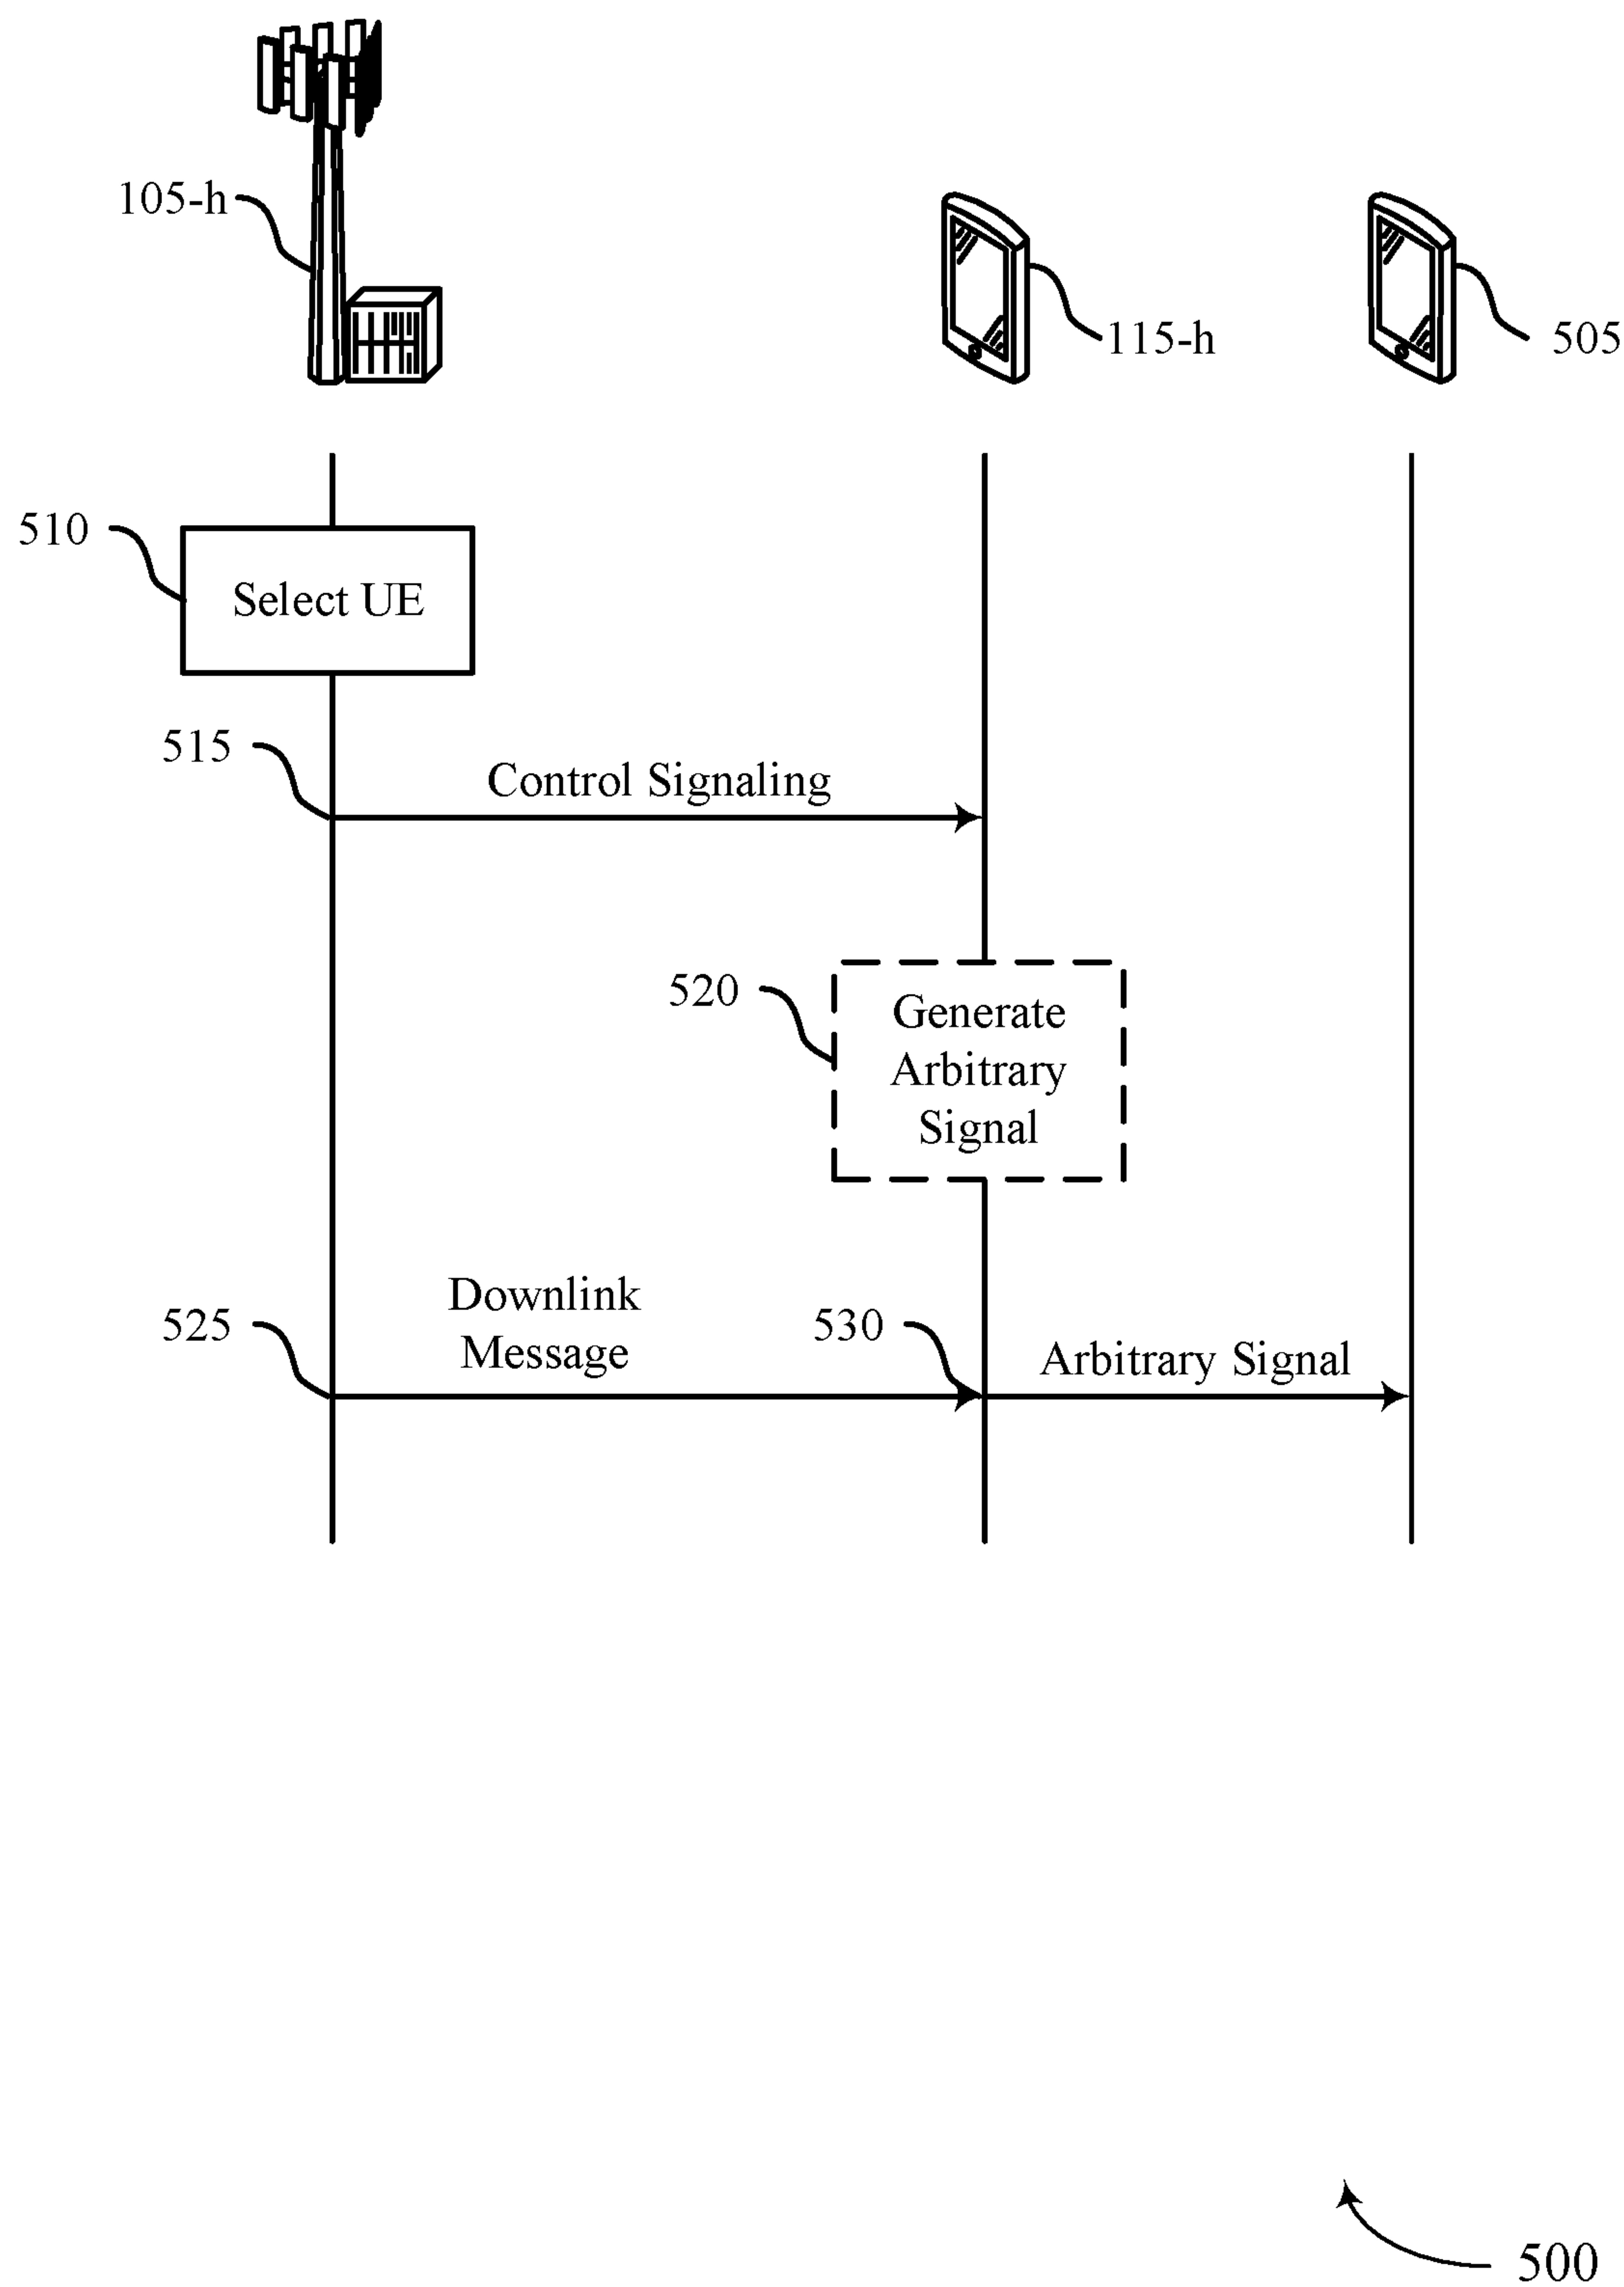 105-h
115-h
505
510
Select UE
515
Control Signaling
520
Generate
Arbitrary
Signal
525
Downlink
Message
530
Arbitrary Signal
500